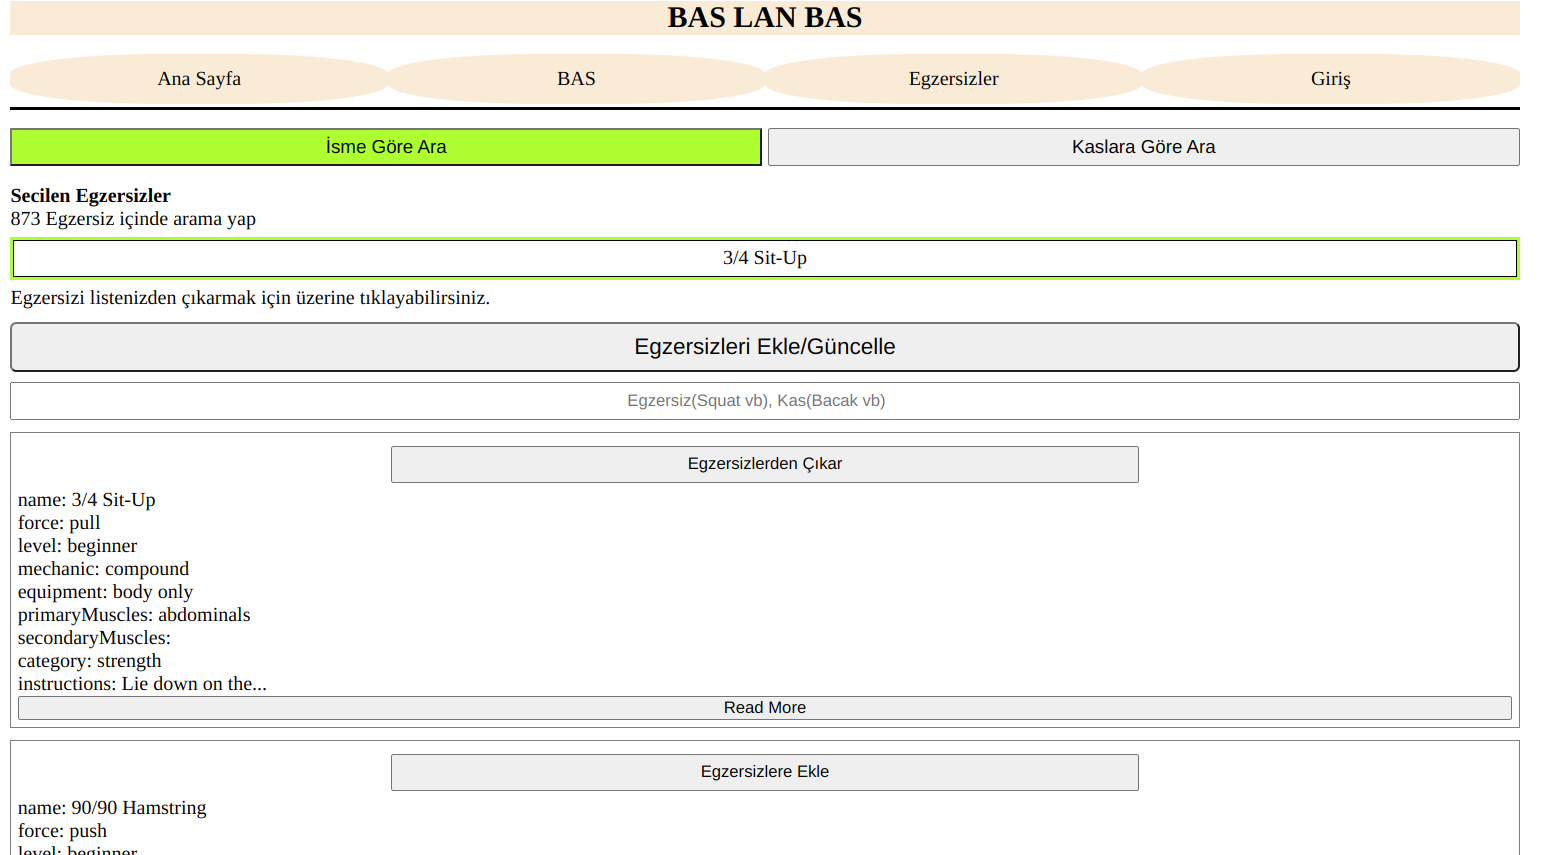 BAS LAN BAS
Ana Sayfa BAS Egzersizler Giriş
İsme Göre Ara Kaslara Göre Ara
Secilen Egzersizler
873 Egzersiz içinde arama yap
3/4 Sit-Up
Egzersizi listenizden çıkarmak için üzerine tıklayabilirsiniz.
Egzersizleri Ekle/Güncelle
Egzersiz(Squat vb), Kas(Bacak vb)
Egzersizlerden Çıkar
name: 3/4 Sit-Up
force: pull
level: beginner
mechanic: compound
equipment: body only
primaryMuscles: abdominals
secondaryMuscles:
category: strength
instructions: Lie down on the...
Read More
Egzersizlere Ekle
name: 90/90 Hamstring
force: push
level: beginner